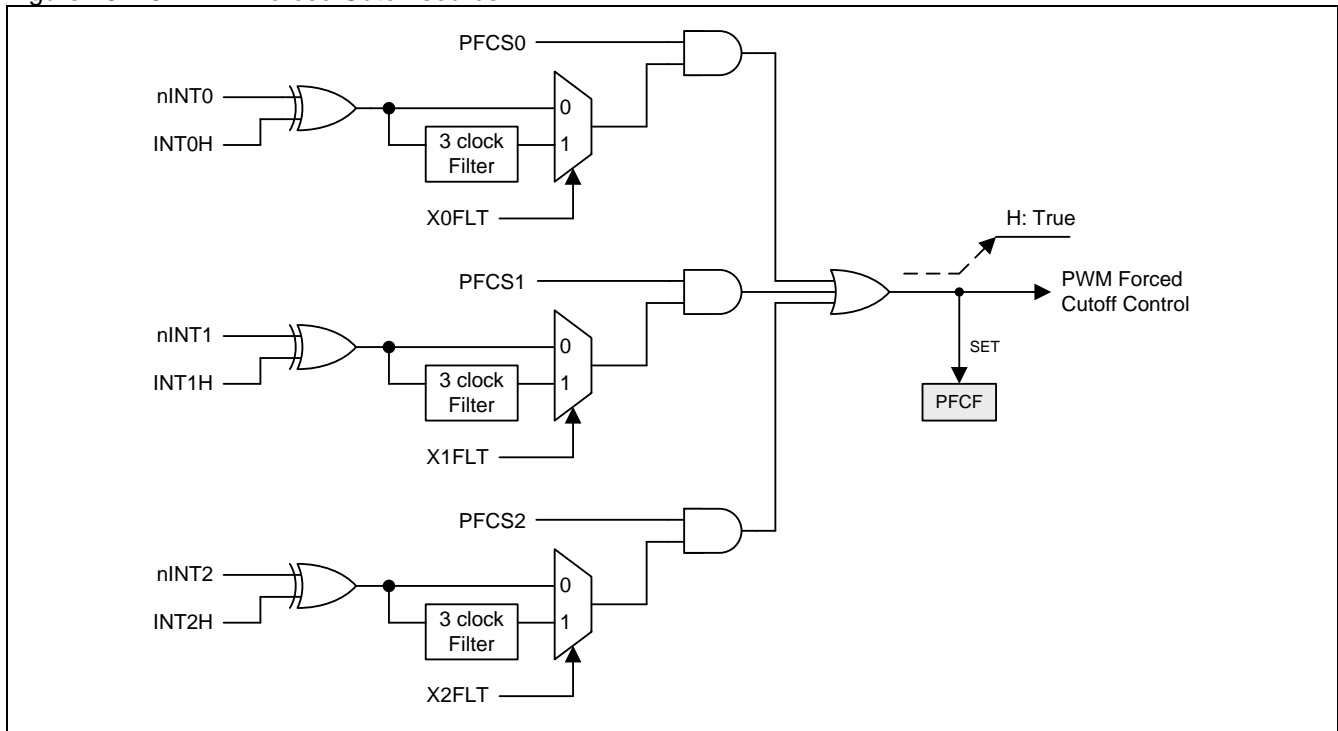 PFCS0
nINT0
INT0H
0
3 clock
Filter
1
X0FLT
H: True
PFCS1
PWM Forced
Cutoff Control
nINT1
INT1H
0
3 clock
Filter
1
SET
PFCF
X1FLT
PFCS2
nINT2
INT2H
0
3 clock
Filter
1
X2FLT